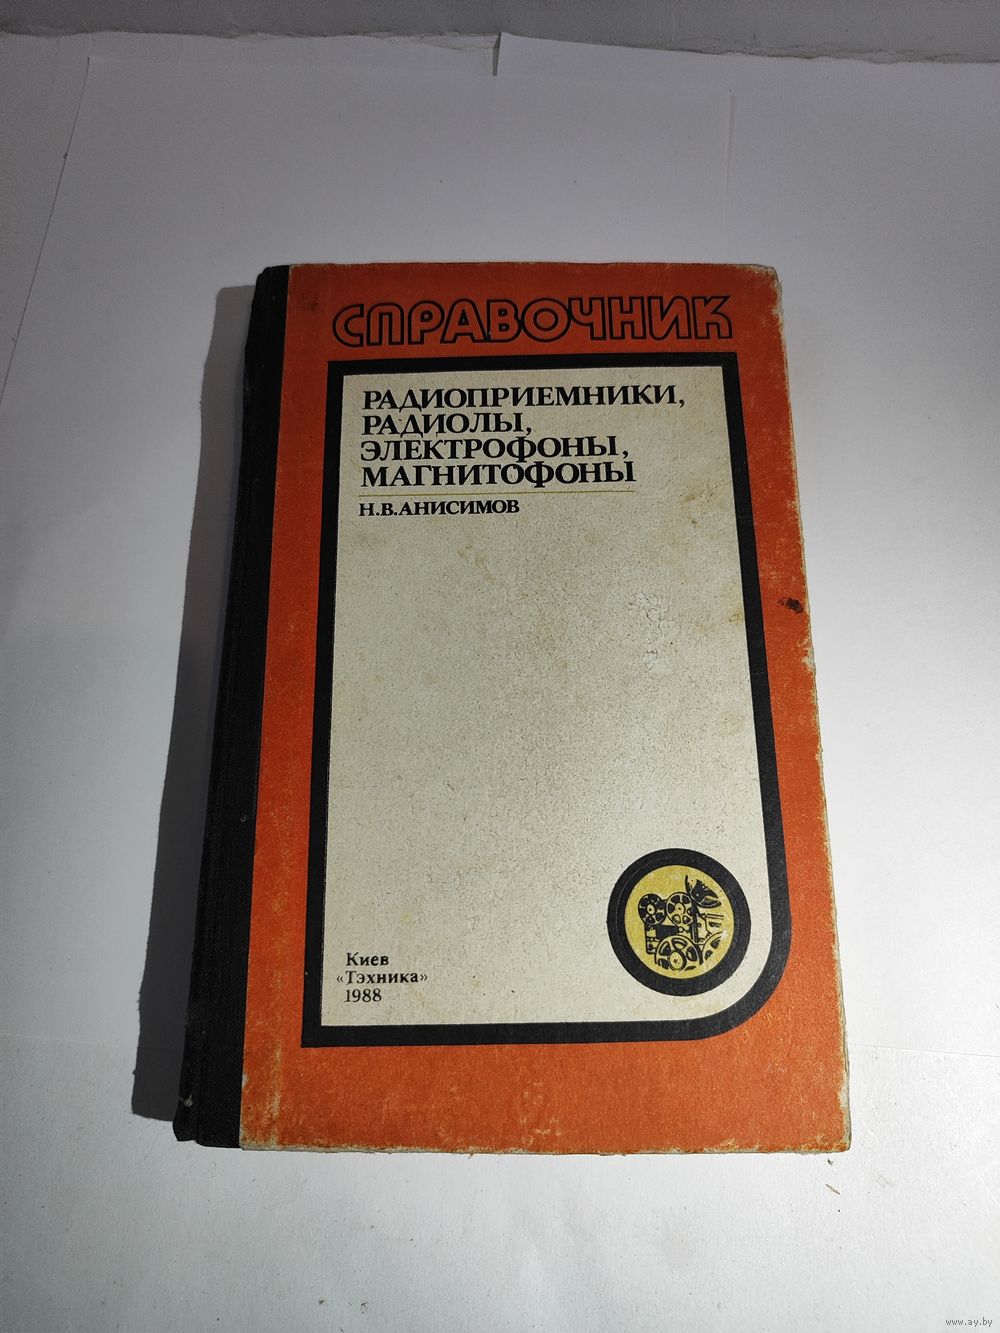 СПРАВОЧНИК
РАДИОПРИЕМНИКИ,
РАДИОЛЫ,
ЭЛЕКТРОФОНЫ,
МАГНИТОФОНЫ
Н.В.АНИСИМОВ
Киев
«Тэхника»
1988
www.ay.by